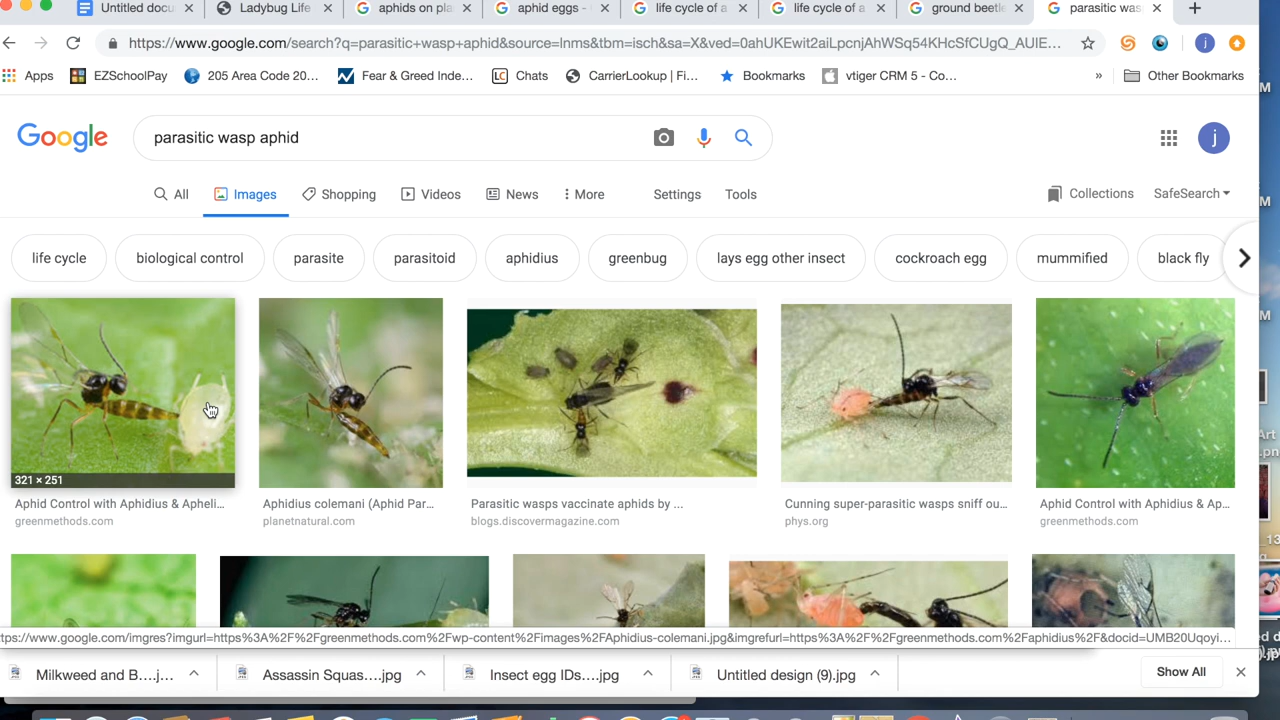 Untitled docu
Ladybug Life
aphids on pla
aphid eggs -
life cycle of a
life cycle of a
ground beetle
parasitic was
https://www.google.com/search?q=parasitic+wasp+aphid&source=lnms&tbm=isch&sa=X&ved=0ahUKEwit2aiLpcnjAhWSq54KHcSfCUgQ_AUIE...
j
Apps
EZSchoolPay
205 Area Code 20...
Fear & Greed Inde...
LC Chats
CarrierLookup | Fi...
Bookmarks
vtiger CRM 5 - Co...
»
Other Bookmarks
Google
parasitic wasp aphid
j
All
Images
Shopping
Videos
News
More
Settings
Tools
Collections
SafeSearch
life cycle
biological control
parasite
parasitoid
aphidius
greenbug
lays egg other insect
cockroach egg
mummified
black fly
321 × 251
Aphid Control with Aphidius & Apheli...
greenmethods.com
Aphidius colemani (Aphid Par...
planetnatural.com
Parasitic wasps vaccinate aphids by ...
blogs.discovermagazine.com
Cunning super-parasitic wasps sniff ou...
phys.org
Aphid Control with Aphidius & Ap...
greenmethods.com
tps://www.google.com/imgres?imgurl=https%3A%2F%2Fgreenmethods.com%2Fwp-content%2Fimages%2FAphidius-colemani.jpg&imgrefurl=https%3A%2F%2Fgreenmethods.com%2Faphidius%2F&docid=UMB20Uqoyi...
Milkweed and B....j...
Assassin Squas....jpg
Insect egg IDs....jpg
Untitled design (9).jpg
Show All